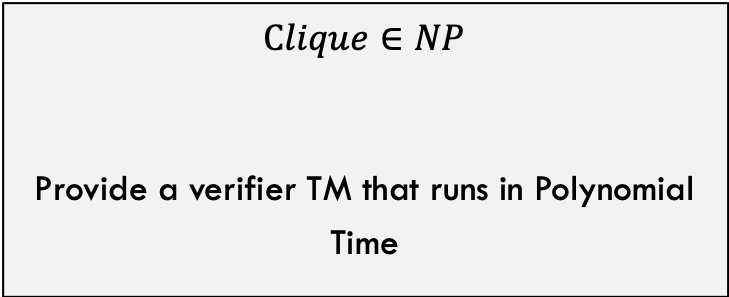 Clique ∈ NP
Provide a verifier TM that runs in Polynomial
Time